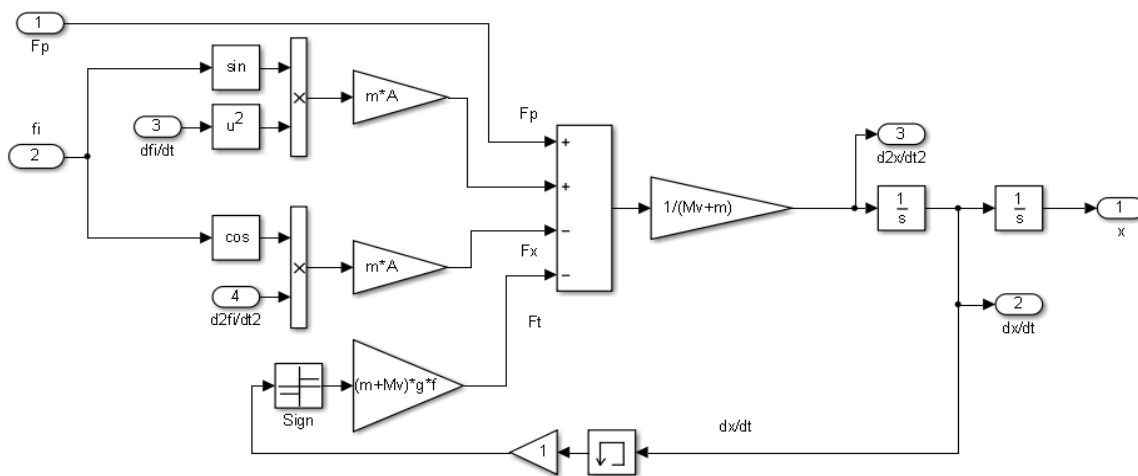 1
Fp
sin
m*A
fi
2
3
dfi/dt
u²
×
Fp
+
+
−
−
1/(Mv+m)
3
d2x/dt2
1
s
1
s
1
x
cos
×
m*A
Fx
4
d2fi/dt2
2
dx/dt
Ft
(m+Mv)*g*f
Sign
dx/dt
1